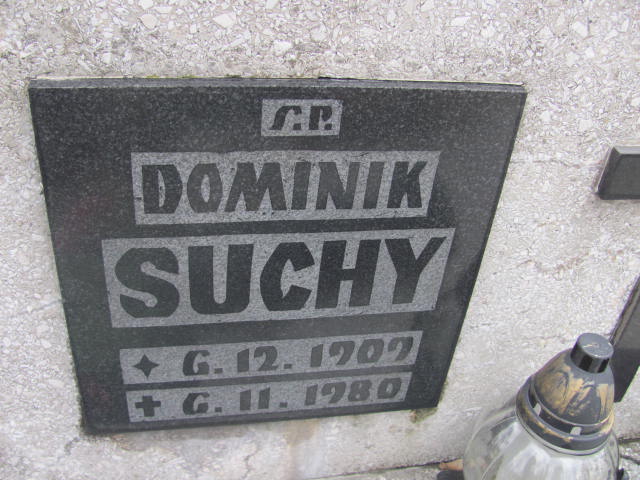 Ś.P.
DOMINIK
SUCHY
✦ 6.12.1909
✝ 6.11.1980